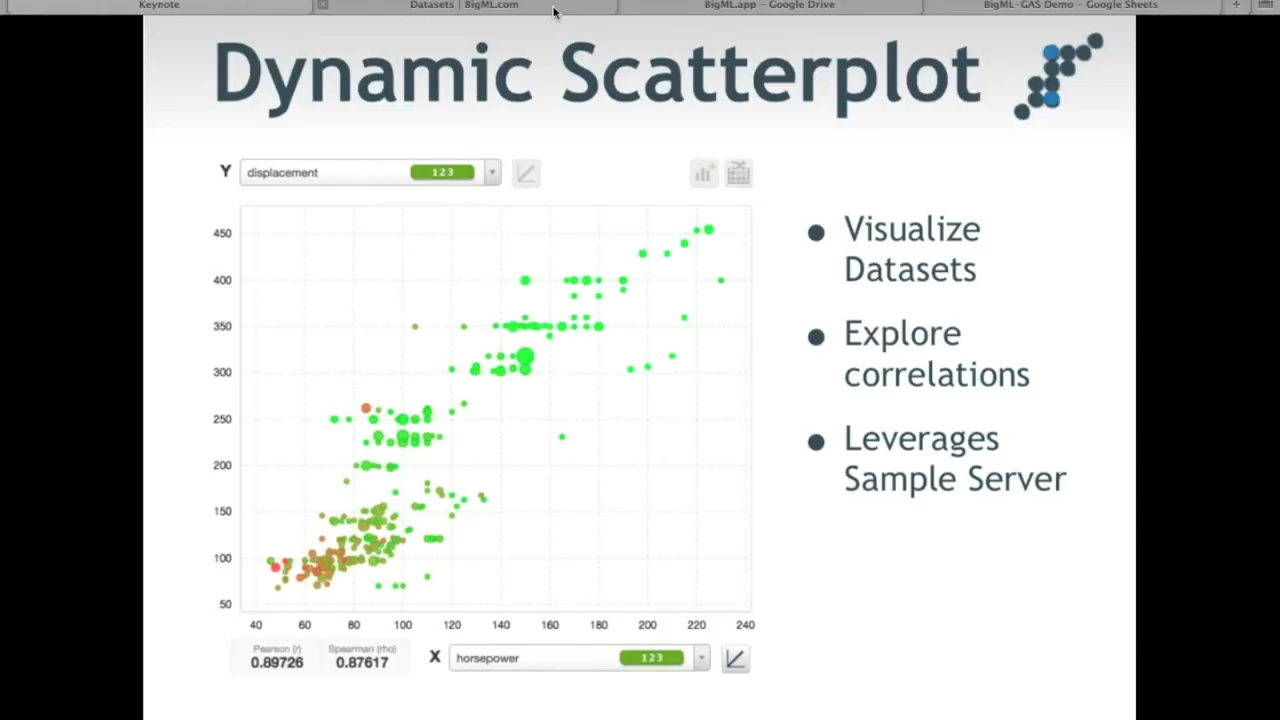 Keynote
Datasets | BigML.com
BigML.app – Google Drive
BigML-GAS Demo – Google Sheets
+
Dynamic Scatterplot
Y displacement 123
450
400
350
300
250
200
150
100
50
40 60 80 100 120 140 160 180 200 220 240
Pearson (r) Spearman (rho)
0.89726 0.87617
X horsepower 123
● Visualize
Datasets
● Explore
correlations
● Leverages
Sample Server